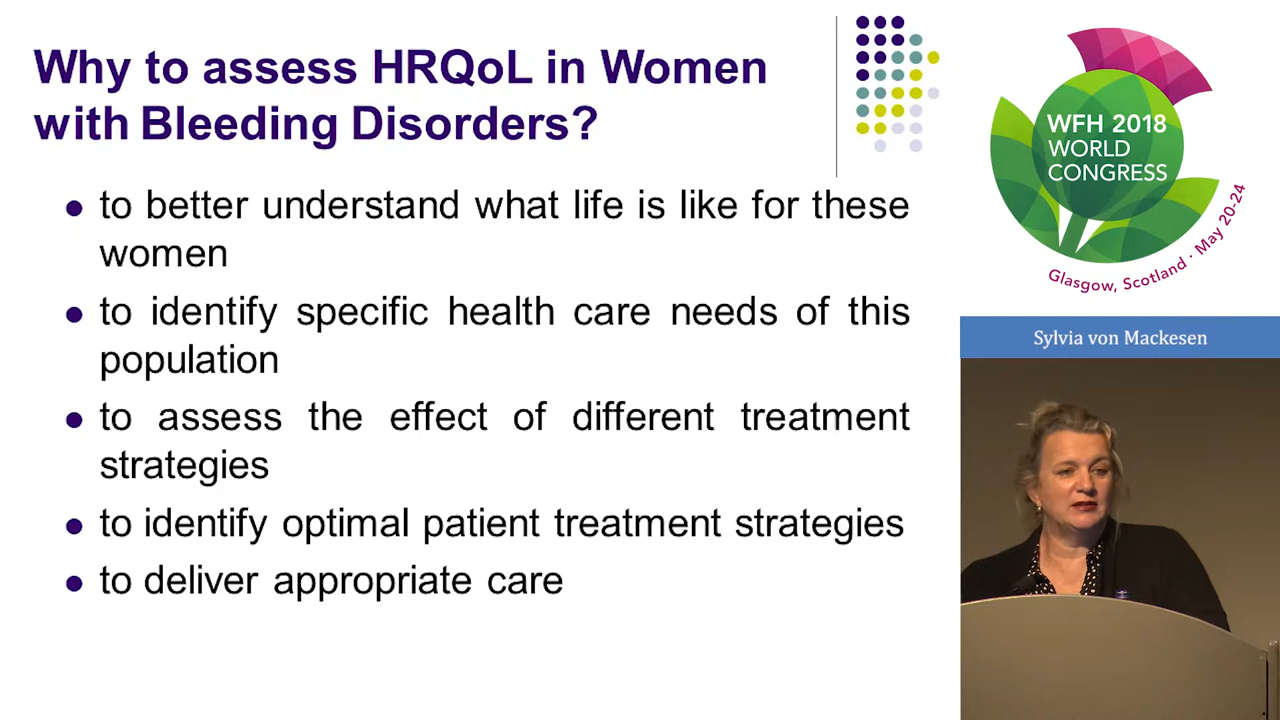 Why to assess HRQoL in Women
with Bleeding Disorders?
to better understand what life is like for these
women
to identify specific health care needs of this
population
to assess the effect of different treatment
strategies
to identify optimal patient treatment strategies
to deliver appropriate care
WFH 2018
WORLD
CONGRESS
Glasgow, Scotland · May 20-24
Sylvia von Mackesen